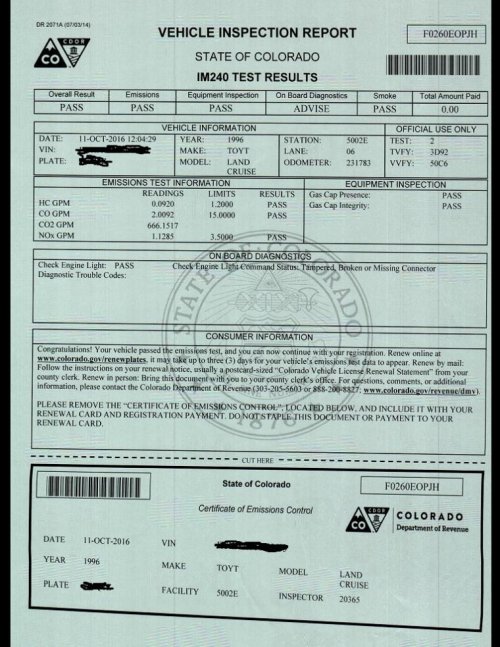 DR 2071A (07/03/14)
VEHICLE INSPECTION REPORT
F0260EOPJH
CDOR
CO
STATE OF COLORADO
IM240 TEST RESULTS
Overall Result Emissions Equipment Inspection On Board Diagnostics Smoke Total Amount Paid
PASS PASS PASS ADVISE PASS 0.00
VEHICLE INFORMATION OFFICIAL USE ONLY
DATE: 11-OCT-2016 12:04:29 YEAR: 1996 STATION: 5002E TEST: 2
VIN: MAKE: TOYT LANE: 06 TVFY: 3D92
PLATE: MODEL: LAND ODOMETER: 231783 VVFY: 50C6
CRUISE
EMISSIONS TEST INFORMATION EQUIPMENT INSPECTION
READINGS LIMITS RESULTS Gas Cap Presence: PASS
HC GPM 0.0920 1.2000 PASS Gas Cap Integrity: PASS
CO GPM 2.0092 15.0000 PASS
CO2 GPM 666.1517
NOx GPM 1.1285 3.5000 PASS
ON BOARD DIAGNOSTICS
Check Engine Light: PASS Check Engine Light Command Status: Tampered, Broken or Missing Connector
Diagnostic Trouble Codes:
STATE OF COLORADO
1876
CONSUMER INFORMATION
Congratulations! Your vehicle passed the emissions test, and you can now continue with your registration. Renew online at
www.colorado.gov/renewplates, it may take up to three (3) days for your vehicle's emissions test data to appear. Renew by mail:
Follow the instructions on your renewal notice, usually a postcard-sized "Colorado Vehicle License Renewal Statement" from your
county clerk. Renew in person: Bring this document with you to your county clerk's office. For questions, comments, or additional
information, please contact the Colorado Department of Revenue (303-205-5603 or 888-200-8827; www.colorado.gov/revenue/dmv).
PLEASE REMOVE THE "CERTIFICATE OF EMISSIONS CONTROL", LOCATED BELOW, AND INCLUDE IT WITH YOUR
RENEWAL CARD AND REGISTRATION PAYMENT. DO NOT STAPLE THIS DOCUMENT OR PAYMENT TO YOUR
RENEWAL CARD.
CUT HERE
State of Colorado
F0260EOPJH
Certificate of Emissions Control
CDOR
CO
COLORADO
Department of Revenue
DATE 11-OCT-2016 VIN
YEAR 1996 MAKE TOYT MODEL LAND
CRUISE
PLATE FACILITY 5002E INSPECTOR 20365